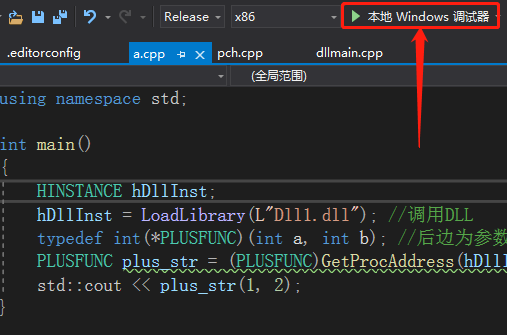 Release x86 本地 Windows 调试器
.editorconfig a.cpp pch.cpp dllmain.cpp
(全局范围)
using namespace std;
int main()
{
HINSTANCE hDllInst;
hDllInst = LoadLibrary(L"Dll1.dll"); //调用DLL
typedef int(*PLUSFUNC)(int a, int b); //后边为参数
PLUSFUNC plus_str = (PLUSFUNC)GetProcAddress(hDllI
std::cout << plus_str(1, 2);
}